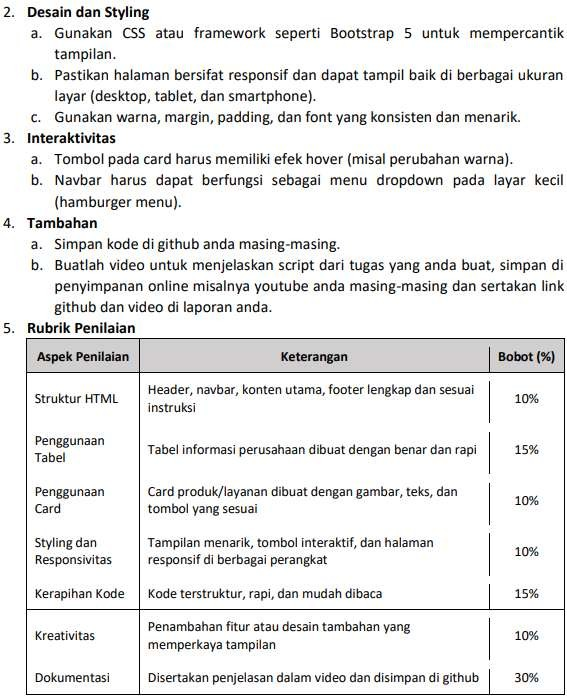 2. Desain dan Styling
a. Gunakan CSS atau framework seperti Bootstrap 5 untuk mempercantik
tampilan.
b. Pastikan halaman bersifat responsif dan dapat tampil baik di berbagai ukuran
layar (desktop, tablet, dan smartphone).
c. Gunakan warna, margin, padding, dan font yang konsisten dan menarik.
3. Interaktivitas
a. Tombol pada card harus memiliki efek hover (misal perubahan warna).
b. Navbar harus dapat berfungsi sebagai menu dropdown pada layar kecil
(hamburger menu).
4. Tambahan
a. Simpan kode di github anda masing-masing.
b. Buatlah video untuk menjelaskan script dari tugas yang anda buat, simpan di
penyimpanan online misalnya youtube anda masing-masing dan sertakan link
github dan video di laporan anda.
5. Rubrik Penilaian
Aspek Penilaian Keterangan Bobot (%)
Struktur HTML
Header, navbar, konten utama, footer lengkap dan sesuai
instruksi
10%
Penggunaan
Tabel
Tabel informasi perusahaan dibuat dengan benar dan rapi
15%
Penggunaan
Card
Card produk/layanan dibuat dengan gambar, teks, dan
tombol yang sesuai
10%
Styling dan
Responsivitas
Tampilan menarik, tombol interaktif, dan halaman
responsif di berbagai perangkat
10%
Kerapihan Kode Kode terstruktur, rapi, dan mudah dibaca 15%
Kreativitas
Penambahan fitur atau desain tambahan yang
memperkaya tampilan
10%
Dokumentasi Disertakan penjelasan dalam video dan disimpan di github 30%